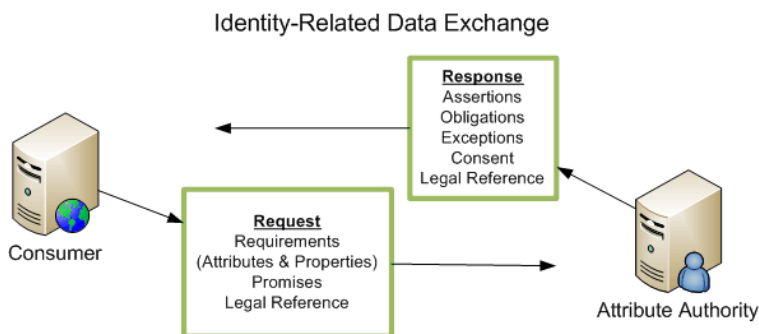 Identity-Related Data Exchange
Response
Assertions
Obligations
Exceptions
Consent
Legal Reference
Consumer
Request
Requirements
(Attributes & Properties)
Promises
Legal Reference
Attribute Authority